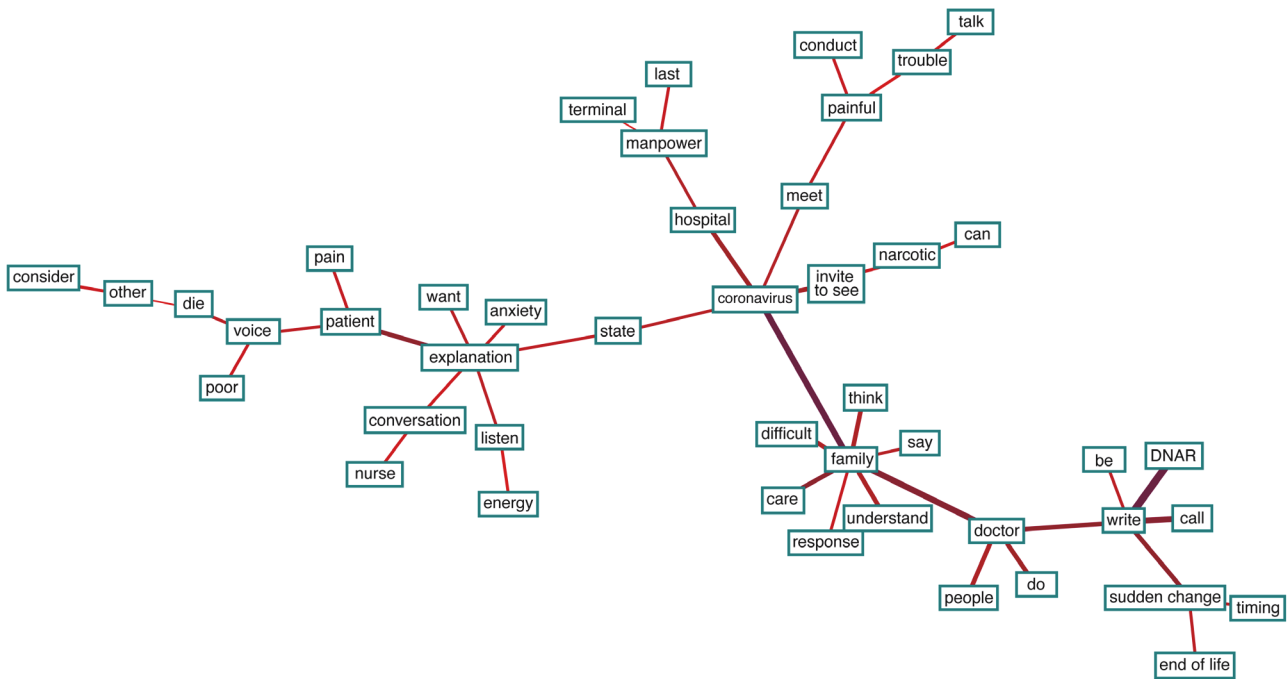 talk
conduct
trouble
last
terminal
painful
manpower
meet
hospital
can
narcotic
pain
invite
to see
consider
other
want
coronavirus
die
anxiety
patient
voice
state
explanation
poor
think
conversation
difficult
listen
say
DNAR
be
family
nurse
care
energy
understand
call
write
doctor
response
do
people
sudden change
timing
end of life